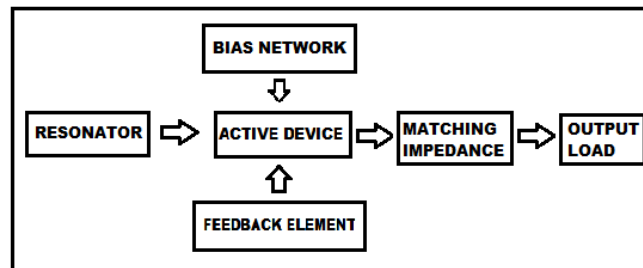 BIAS NETWORK
RESONATOR
ACTIVE DEVICE
MATCHING
IMPEDANCE
OUTPUT
LOAD
FEEDBACK ELEMENT